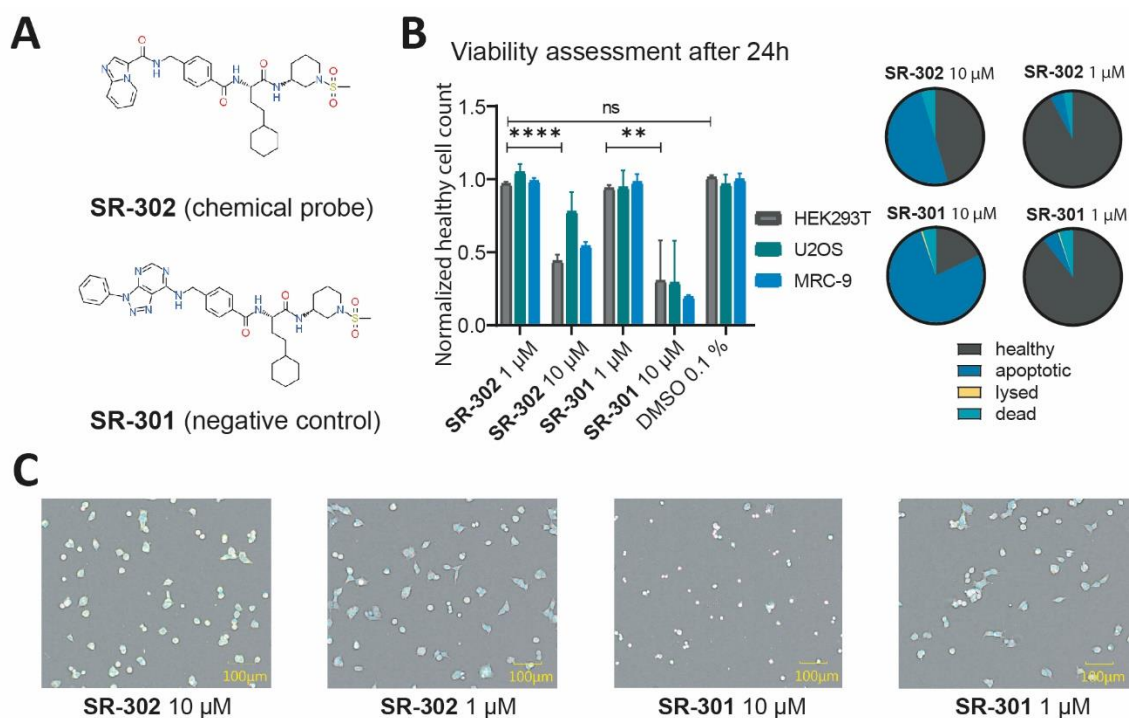 A
SR-302 (chemical probe)
SR-301 (negative control)
B
Viability assessment after 24h
Normalized healthy cell count
1.5
1.0
0.5
0.0
ns
****
**
HEK293T
U2OS
MRC-9
SR-302 1 µM
SR-302 10 µM
SR-301 1 µM
SR-301 10 µM
DMSO 0.1 %
SR-302 10 µM
SR-302 1 µM
SR-301 10 µM
SR-301 1 µM
healthy
apoptotic
lysed
dead
C
100µm
100µm
100µm
100µm
SR-302 10 µM
SR-302 1 µM
SR-301 10 µM
SR-301 1 µM